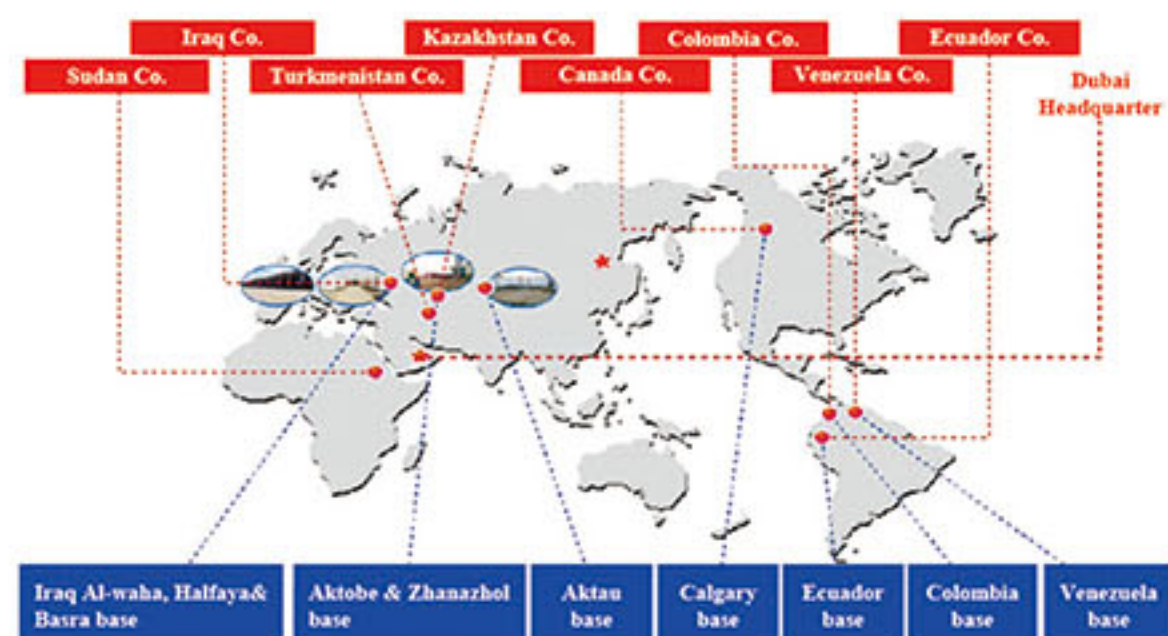 Iraq Co.
Kazakhstan Co.
Colombia Co.
Ecuador Co.
Sudan Co.
Turkmenistan Co.
Canada Co.
Venezuela Co.
Dubai
Headquarter
Iraq Al-waha, Halfaya&
Basra base
Aktobe & Zhanazhol
base
Aktau
base
Calgary
base
Ecuador
base
Colombia
base
Venezuela
base